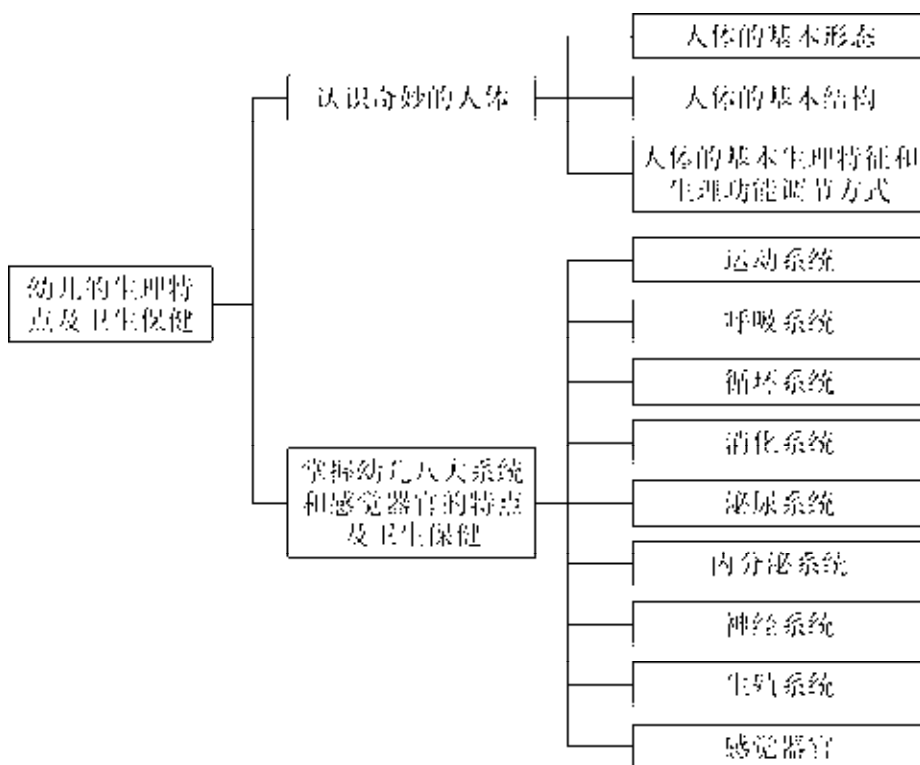 幼儿的生理特
点及卫生保健
认识奇妙的人体
人体的基本形态
人体的基本结构
人体的基本生理特征和
生理功能调节方式
掌握幼儿八大系统
和感觉器官的特点
及卫生保健
运动系统
呼吸系统
循环系统
消化系统
泌尿系统
内分泌系统
神经系统
生殖系统
感觉器官